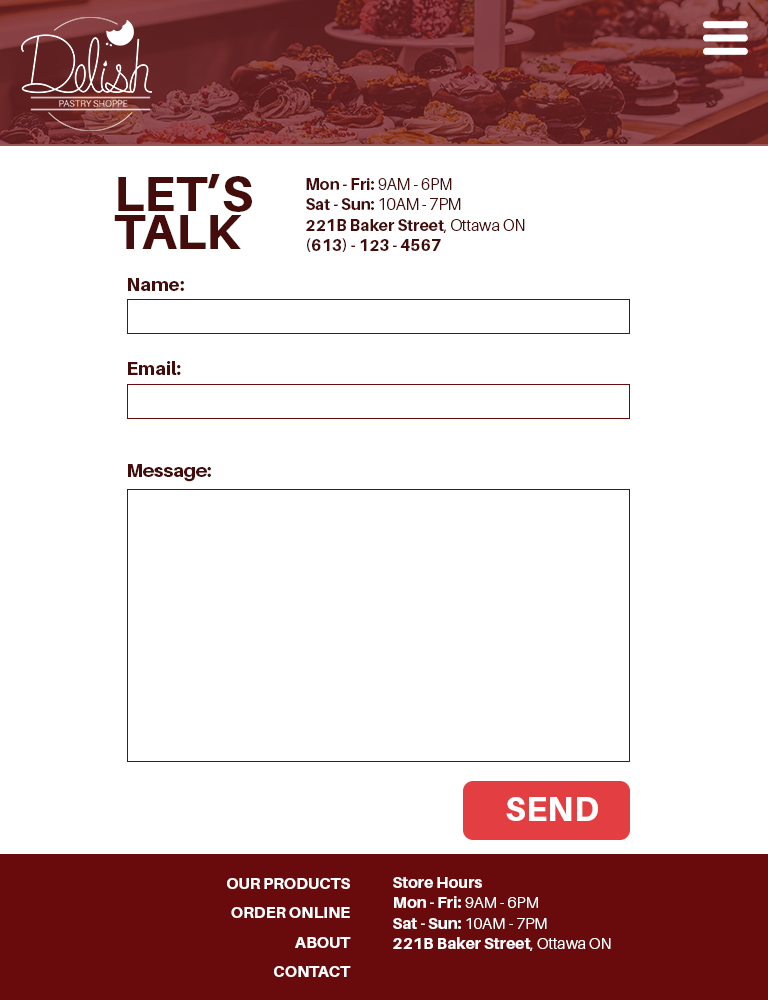 Delish
PASTRY SHOPPE
LET’S
TALK
Mon - Fri: 9AM - 6PM
Sat - Sun: 10AM - 7PM
221B Baker Street, Ottawa ON
(613) - 123 - 4567
Name:
Email:
Message:
SEND
OUR PRODUCTS
ORDER ONLINE
ABOUT
CONTACT
Store Hours
Mon - Fri: 9AM - 6PM
Sat - Sun: 10AM - 7PM
221B Baker Street, Ottawa ON